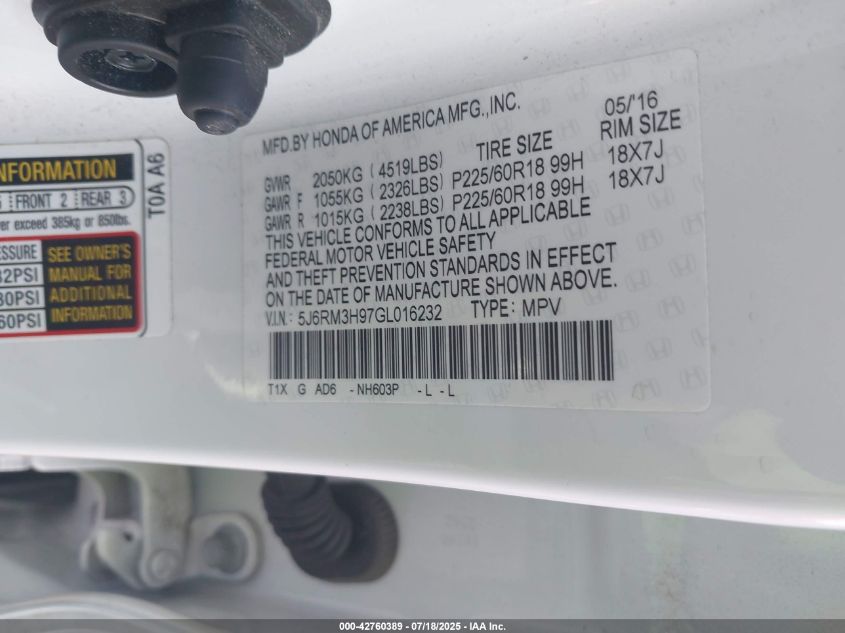 INFORMATION
FRONT 2 REAR 3
exceed 385kg or 850lbs.
PRESSURE SEE OWNER'S
MANUAL FOR
ADDITIONAL
60PSI INFORMATION
T0A A6
MFD.BY HONDA OF AMERICA MFG.,INC. 05/'16
TIRE SIZE RIM SIZE
GVWR 2050KG (4519LBS)
GAWR F 1055KG (2326LBS) P225/60R18 99H 18X7J
GAWR R 1015KG (2238LBS) P225/60R18 99H 18X7J
THIS VEHICLE CONFORMS TO ALL APPLICABLE
FEDERAL MOTOR VEHICLE SAFETY
AND THEFT PREVENTION STANDARDS IN EFFECT
ON THE DATE OF MANUFACTURE SHOWN ABOVE.
V.I.N.: 5J6RM3H97GL016232 TYPE: MPV
T1X G AD6 -NH603P -L -L
000-42760389 - 07/18/2025 - IAA Inc.